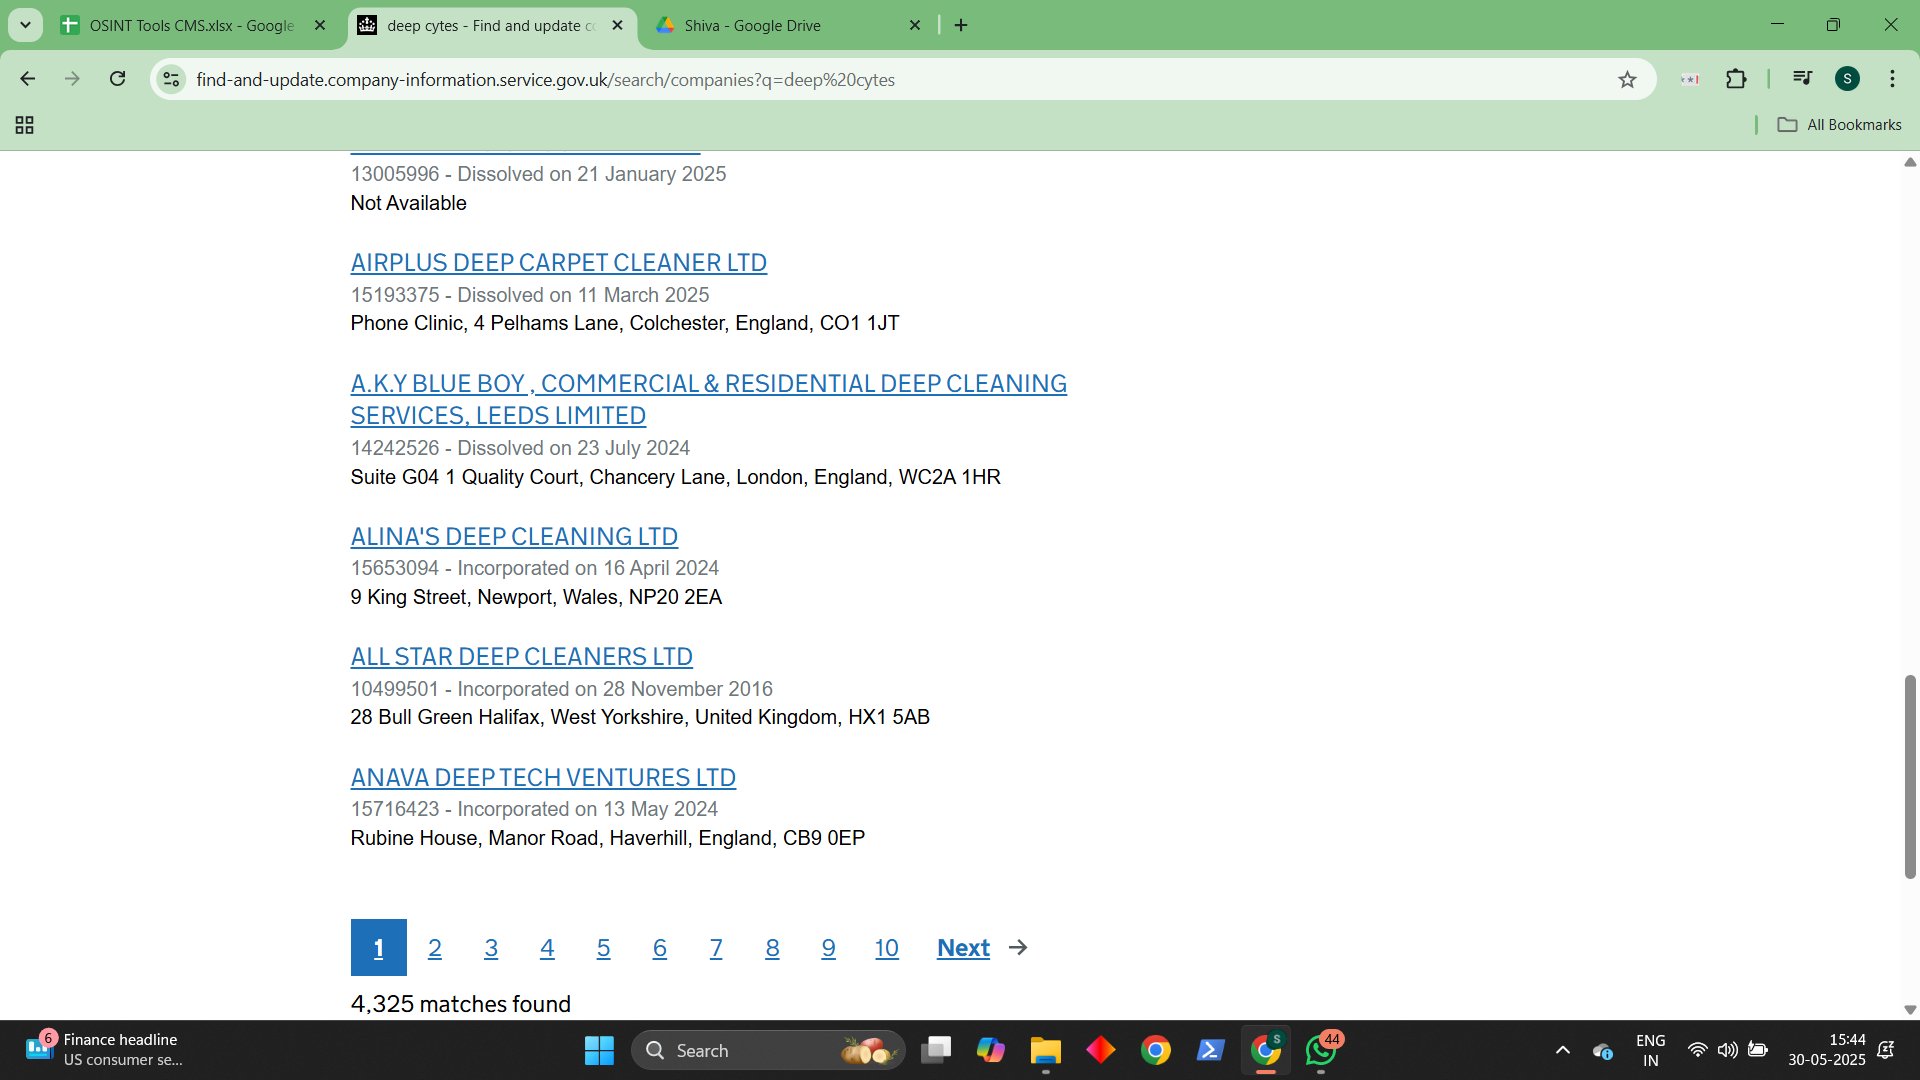 OSINT Tools CMS.xlsx - Google
deep cytes - Find and update co
Shiva - Google Drive
find-and-update.company-information.service.gov.uk/search/companies?q=deep%20cytes
S
All Bookmarks
13005996 - Dissolved on 21 January 2025
Not Available
AIRPLUS DEEP CARPET CLEANER LTD
15193375 - Dissolved on 11 March 2025
Phone Clinic, 4 Pelhams Lane, Colchester, England, CO1 1JT
A.K.Y BLUE BOY , COMMERCIAL & RESIDENTIAL DEEP CLEANING
SERVICES, LEEDS LIMITED
14242526 - Dissolved on 23 July 2024
Suite G04 1 Quality Court, Chancery Lane, London, England, WC2A 1HR
ALINA'S DEEP CLEANING LTD
15653094 - Incorporated on 16 April 2024
9 King Street, Newport, Wales, NP20 2EA
ALL STAR DEEP CLEANERS LTD
10499501 - Incorporated on 28 November 2016
28 Bull Green Halifax, West Yorkshire, United Kingdom, HX1 5AB
ANAVA DEEP TECH VENTURES LTD
15716423 - Incorporated on 13 May 2024
Rubine House, Manor Road, Haverhill, England, CB9 0EP
1 2 3 4 5 6 7 8 9 10 Next →
4,325 matches found
6
Finance headline
US consumer se...
Search
S
44
ENG
IN
15:44
30-05-2025